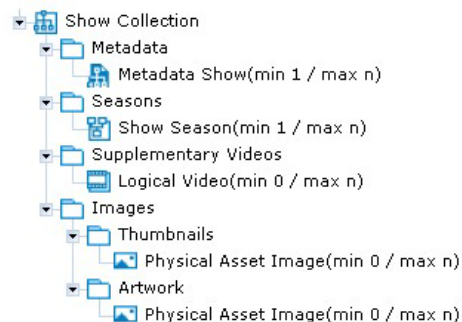 Show Collection
Metadata
Metadata Show(min 1 / max n)
Seasons
Show Season(min 1 / max n)
Supplementary Videos
Logical Video(min 0 / max n)
Images
Thumbnails
Physical Asset Image(min 0 / max n)
Artwork
Physical Asset Image(min 0 / max n)